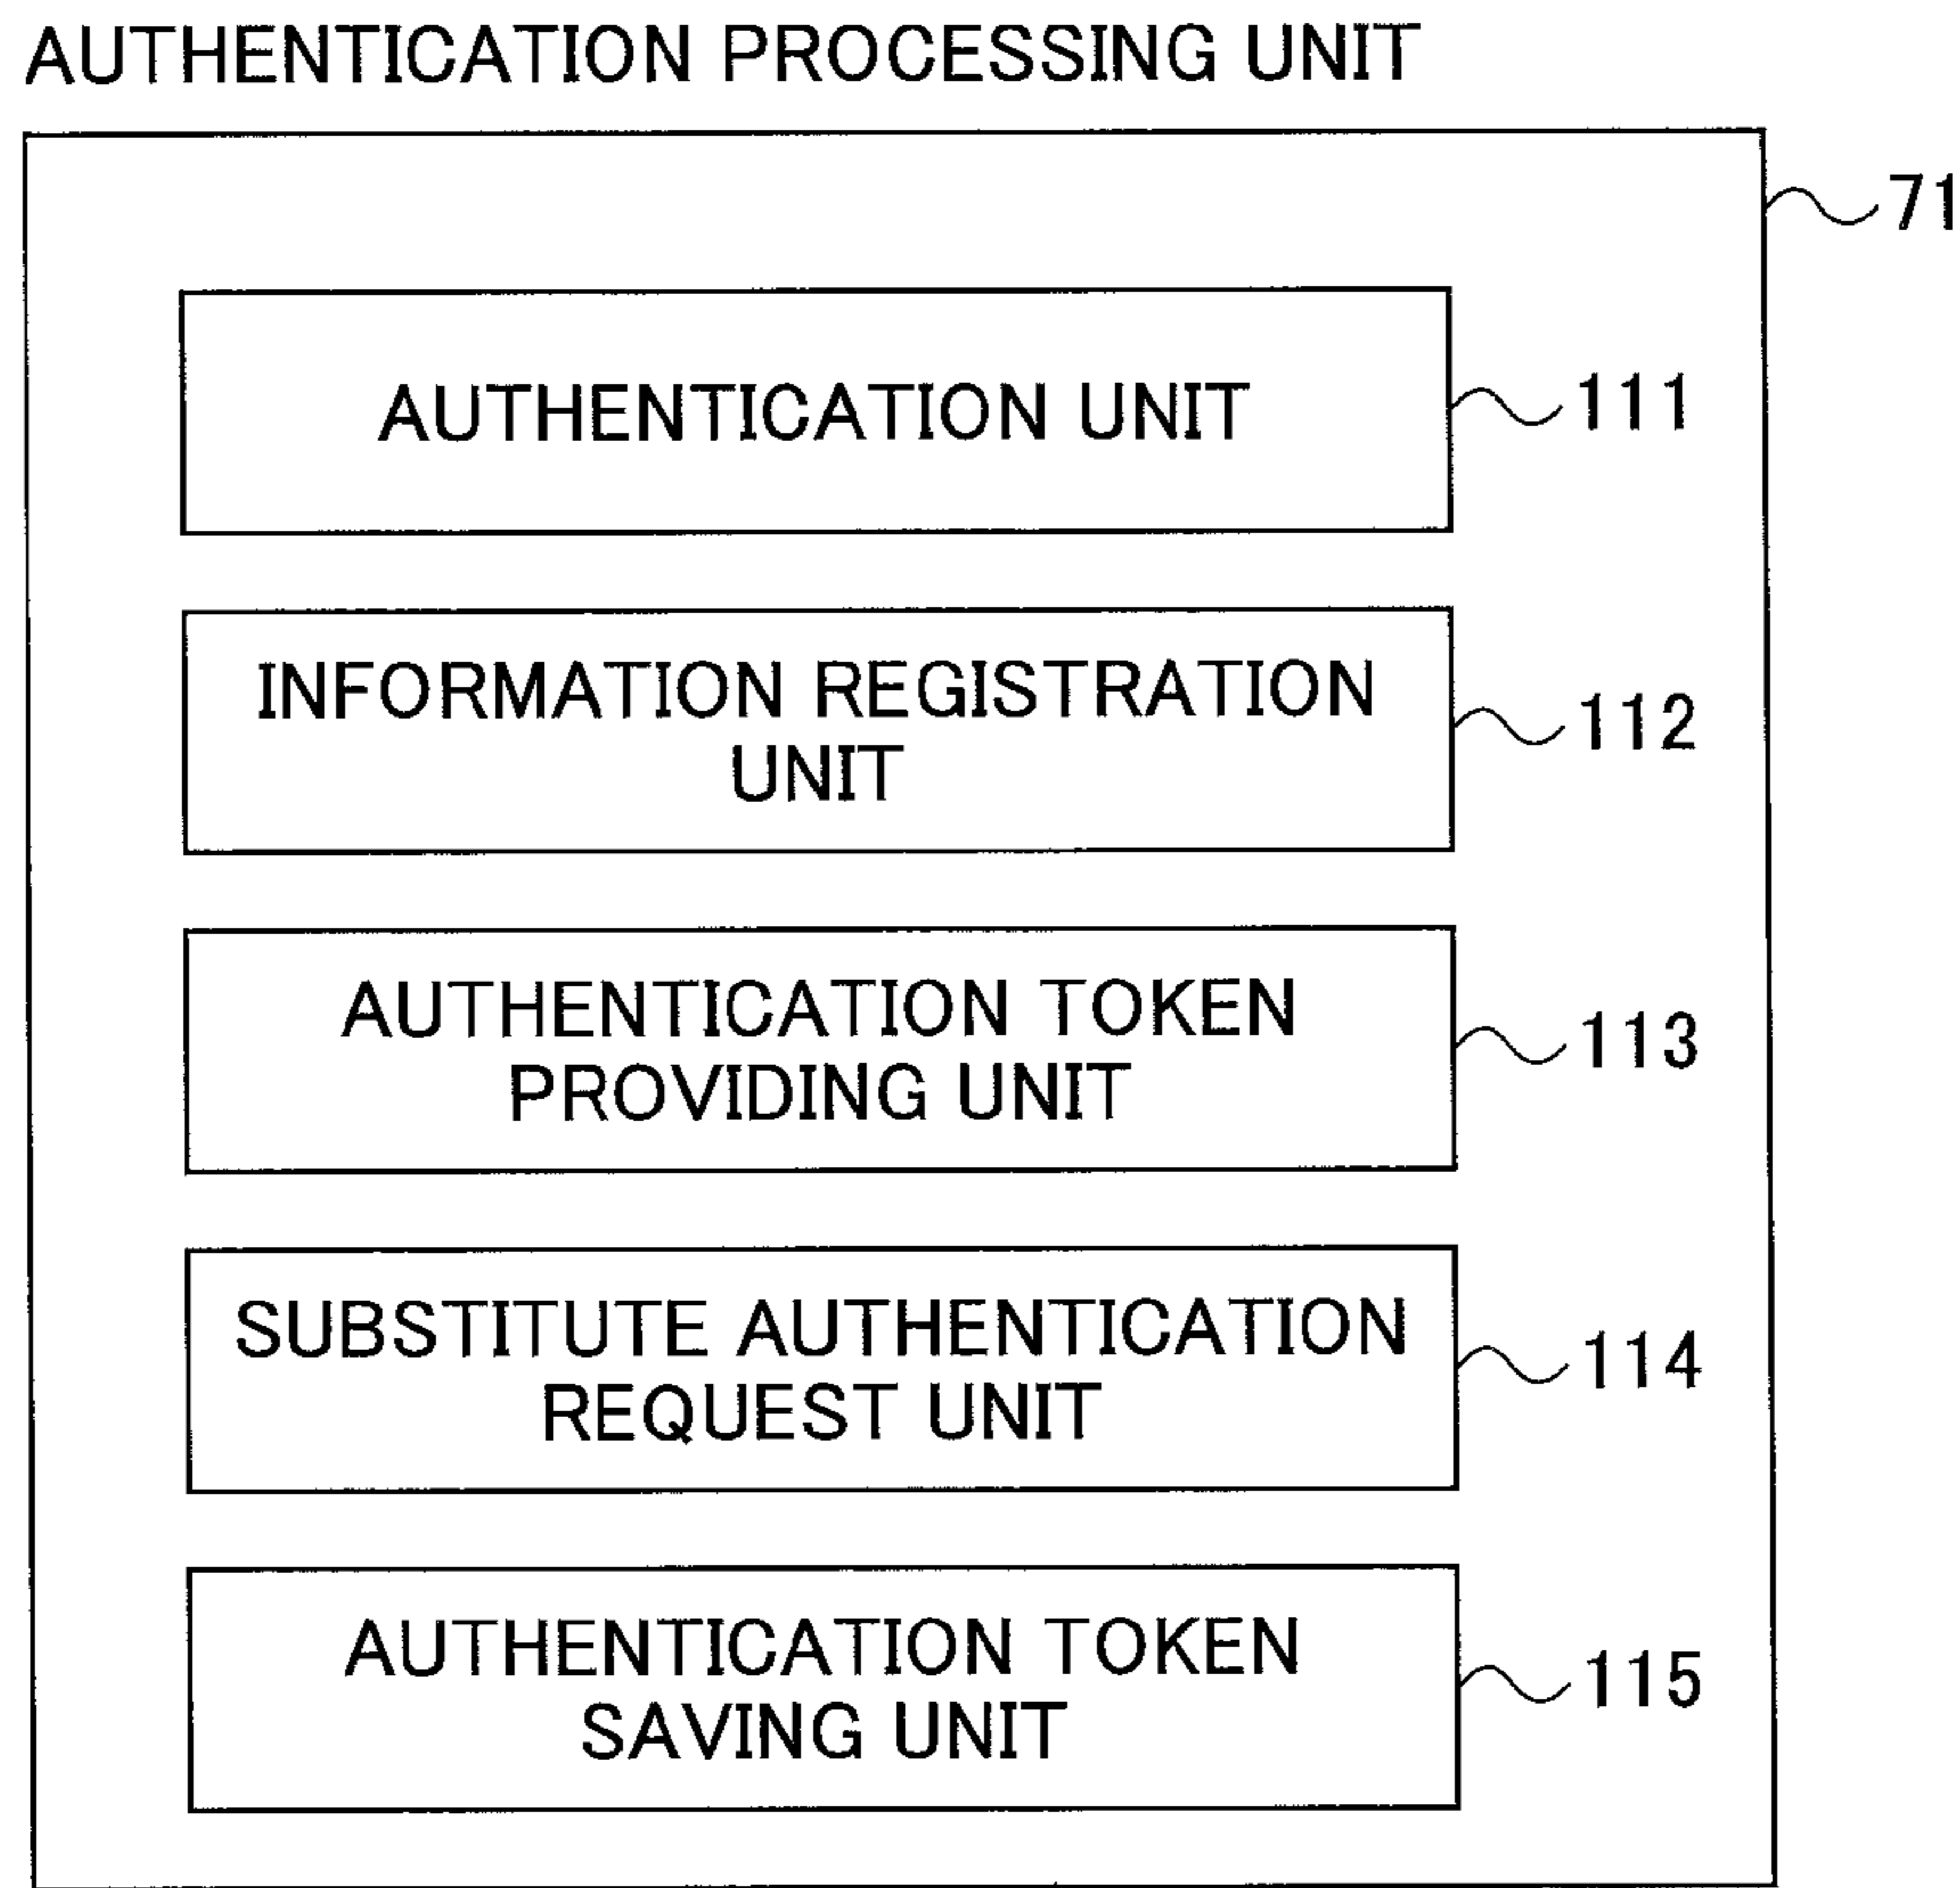 AUTHENTICATION PROCESSING UNIT
71
AUTHENTICATION UNIT
111
INFORMATION REGISTRATION
UNIT
112
AUTHENTICATION TOKEN
PROVIDING UNIT
113
SUBSTITUTE AUTHENTICATION
REQUEST UNIT
114
AUTHENTICATION TOKEN
SAVING UNIT
115